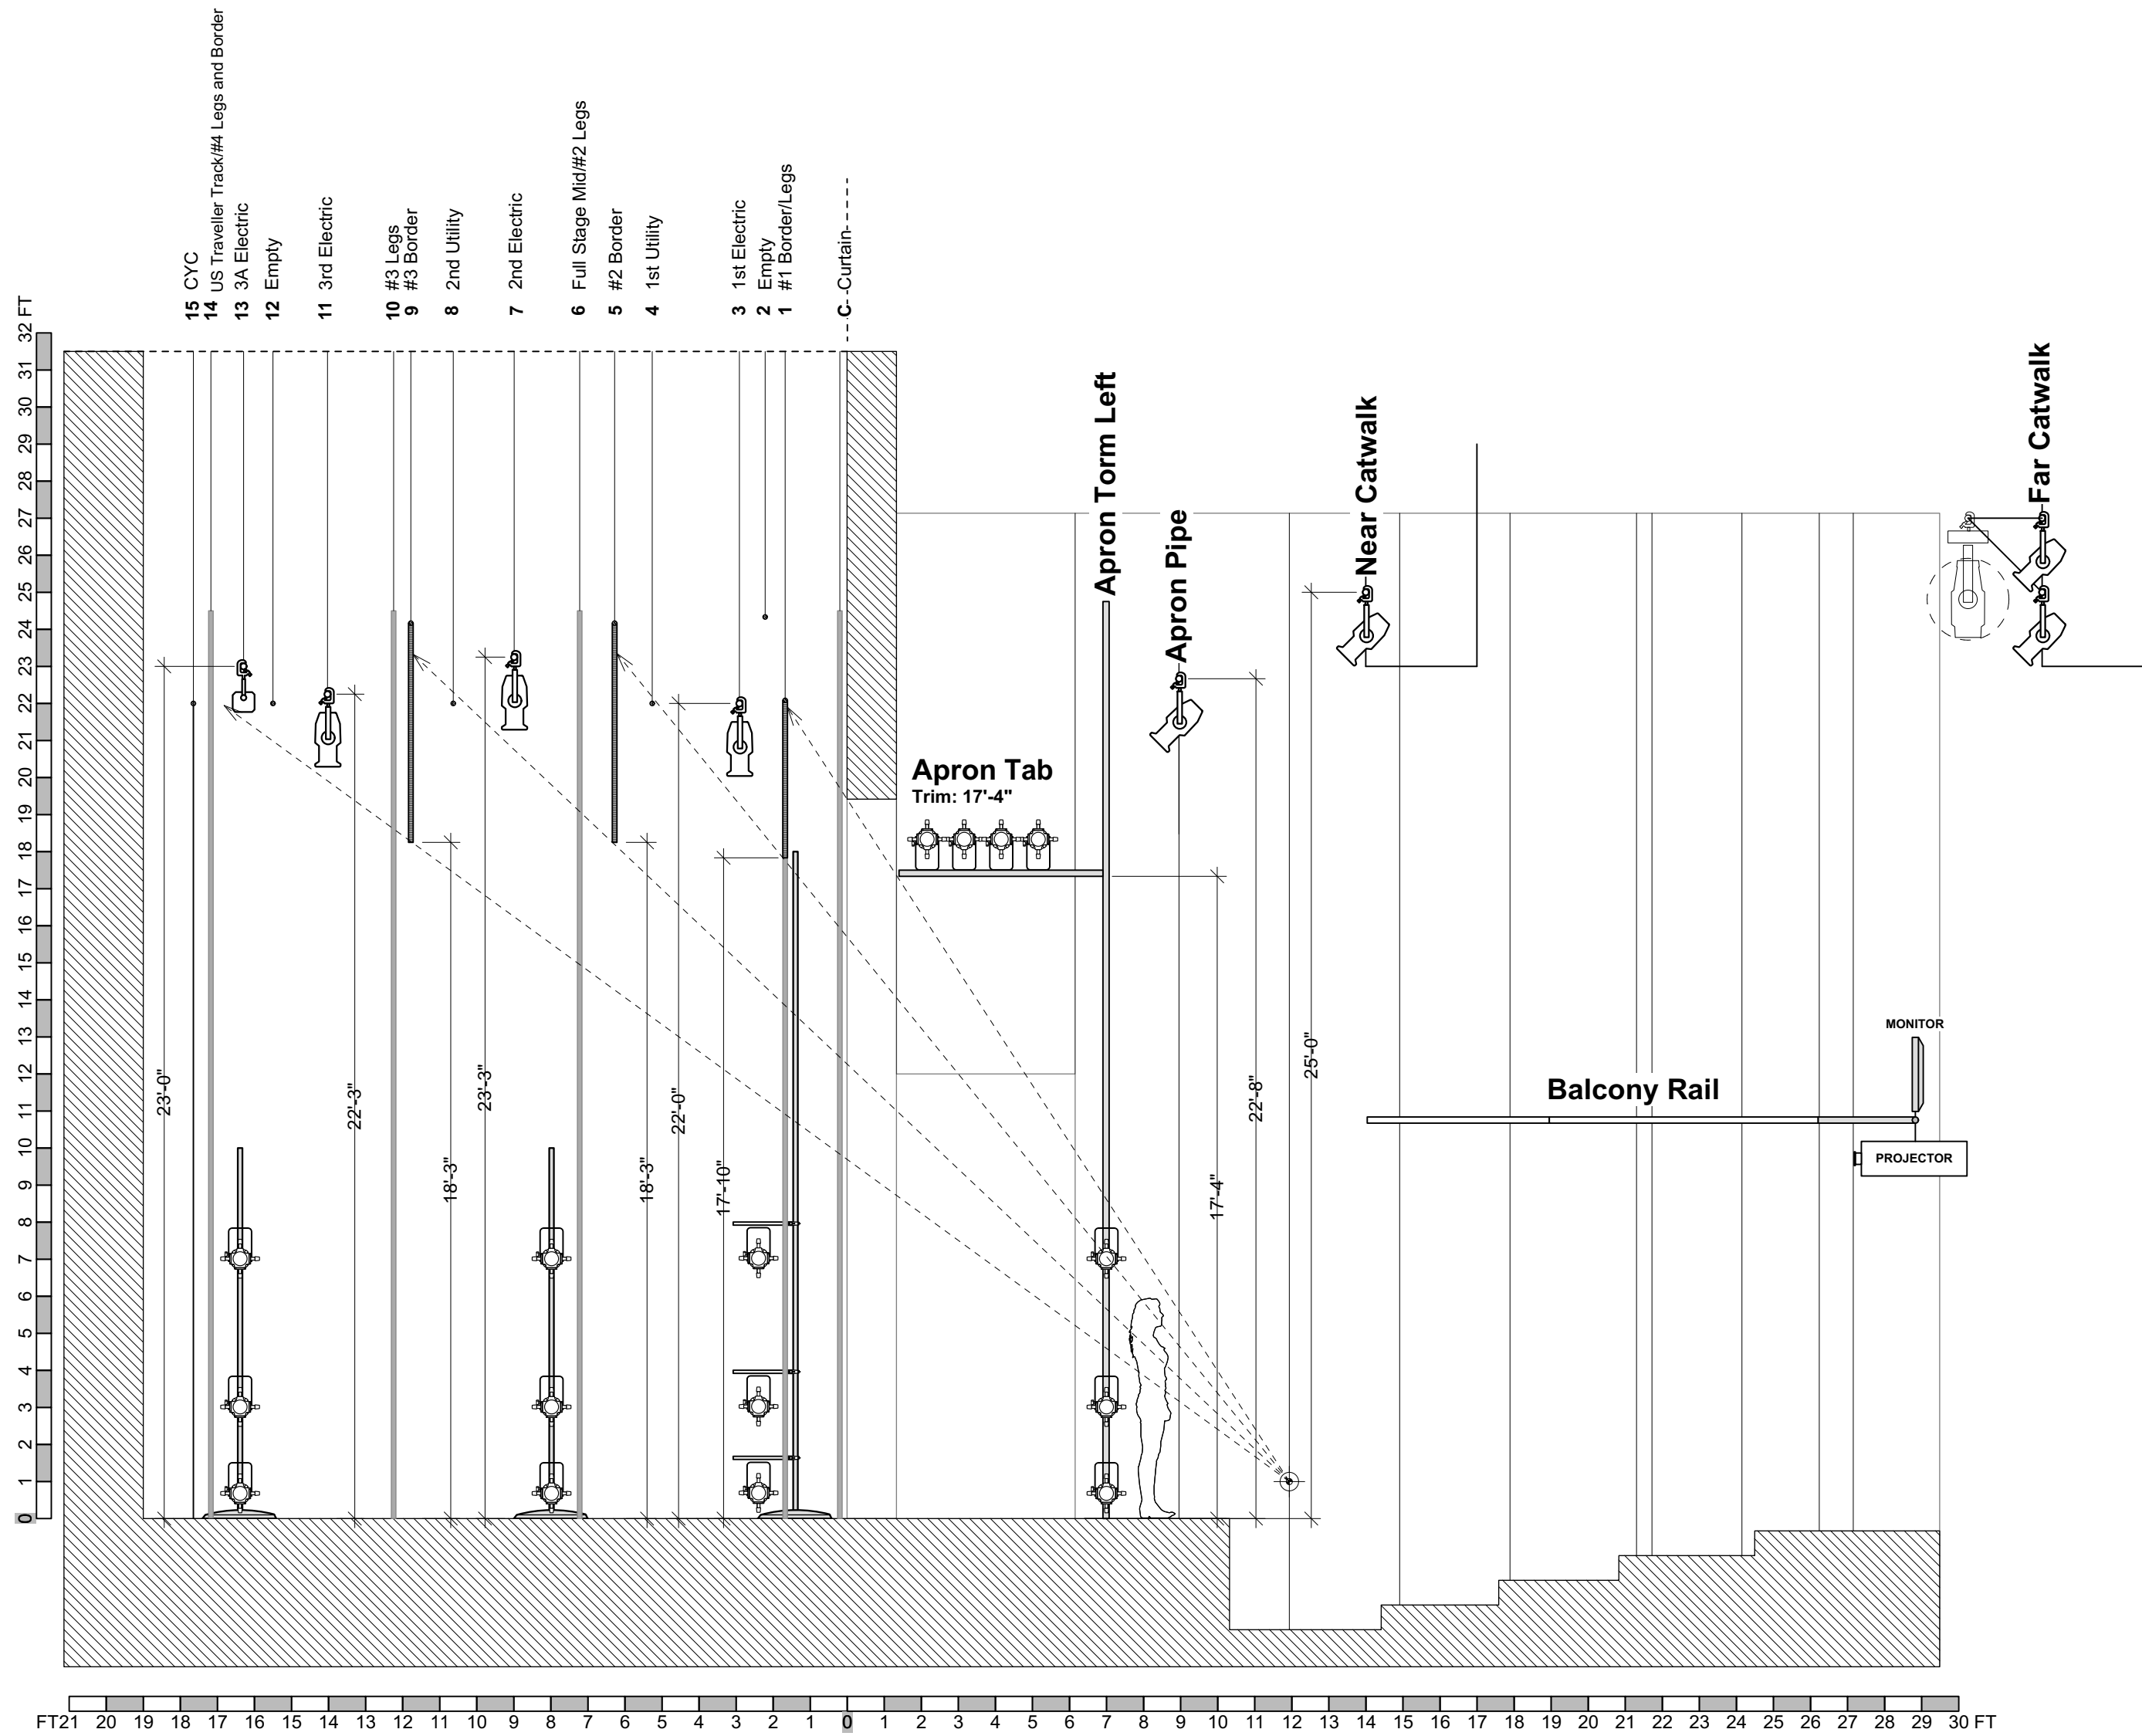 15 CYC
14 US Traveller Track/#4 Legs and Border
13 3A Electric
12 Empty
11 3rd Electric
10 #3 Legs
9 #3 Border
8 2nd Utility
7 2nd Electric
6 Full Stage Mid/#2 Legs
5 #2 Border
4 1st Utility
3 1st Electric
2 Empty
1 #1 Border/Legs
C Curtain
32 FT
31
30
29
28
27
26
25
24
23
22
21
20
19
18
17
16
15
14
13
12
11
10
9
8
7
6
5
4
3
2
1
0
Apron Torm Left
Apron Pipe
Near Catwalk
Far Catwalk
Apron Tab
Trim: 17'-4"
23'-0"
22'-3"
18'-3"
23'-3"
18'-3"
22'-0"
17'-10"
17'-4"
22'-8"
25'-0"
MONITOR
Balcony Rail
PROJECTOR
FT21 20 19 18 17 16 15 14 13 12 11 10 9 8 7 6 5 4 3 2 1 0 1 2 3 4 5 6 7 8 9 10 11 12 13 14 15 16 17 18 19 20 21 22 23 24 25 26 27 28 29 30 FT